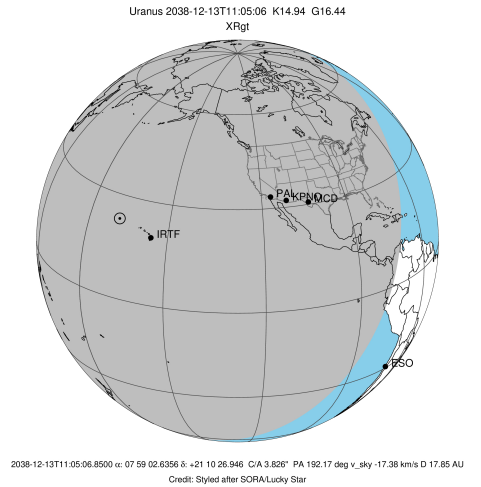 Uranus 2038-12-13T11:05:06 K14.94 G16.44
XRgt
PAL
KPNO
MCD
IRTF
ESO
2038-12-13T11:05:06.8500 α: 07 59 02.6356 δ: +21 10 26.946 C/A 3.826" PA 192.17 deg v_sky -17.38 km/s D 17.85 AU
Credit: Styled after SORA/Lucky Star